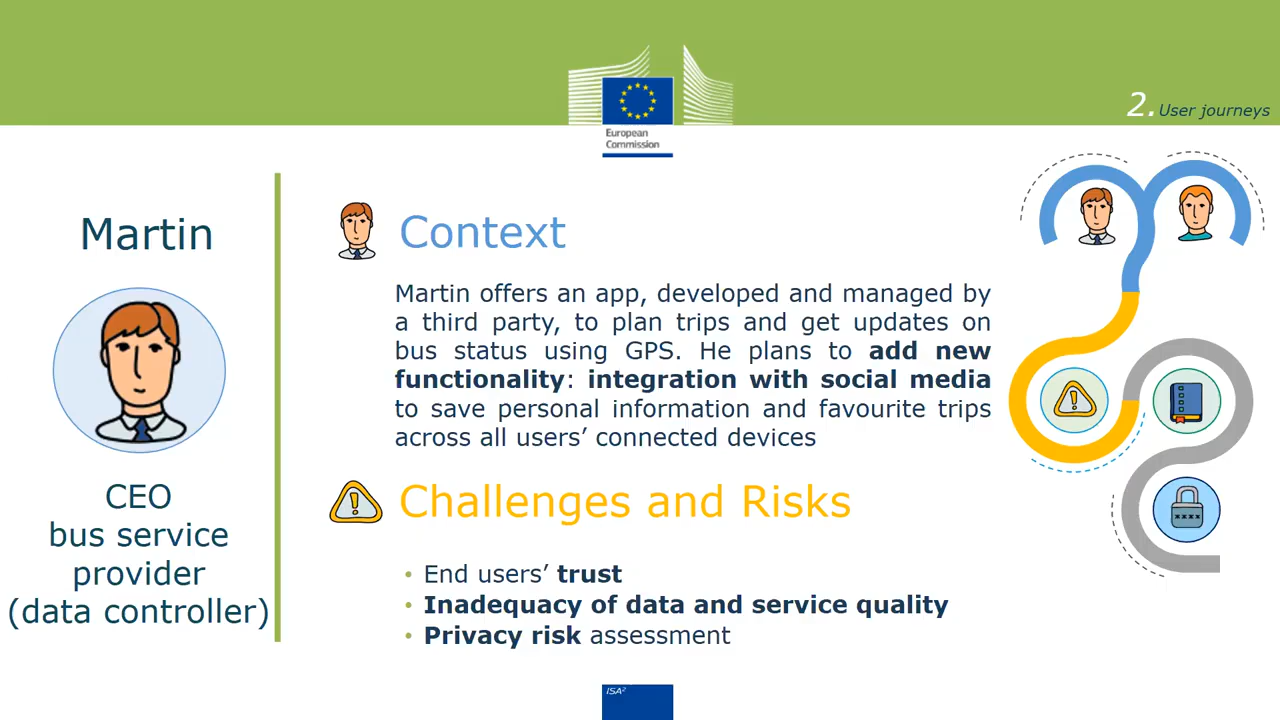 European
Commission
2. User journeys
Martin
CEO
bus service
provider
(data controller)
Context
Martin offers an app, developed and managed by
a third party, to plan trips and get updates on
bus status using GPS. He plans to add new
functionality: integration with social media
to save personal information and favourite trips
across all users’ connected devices
Challenges and Risks
• End users’ trust
• Inadequacy of data and service quality
• Privacy risk assessment
ISA²